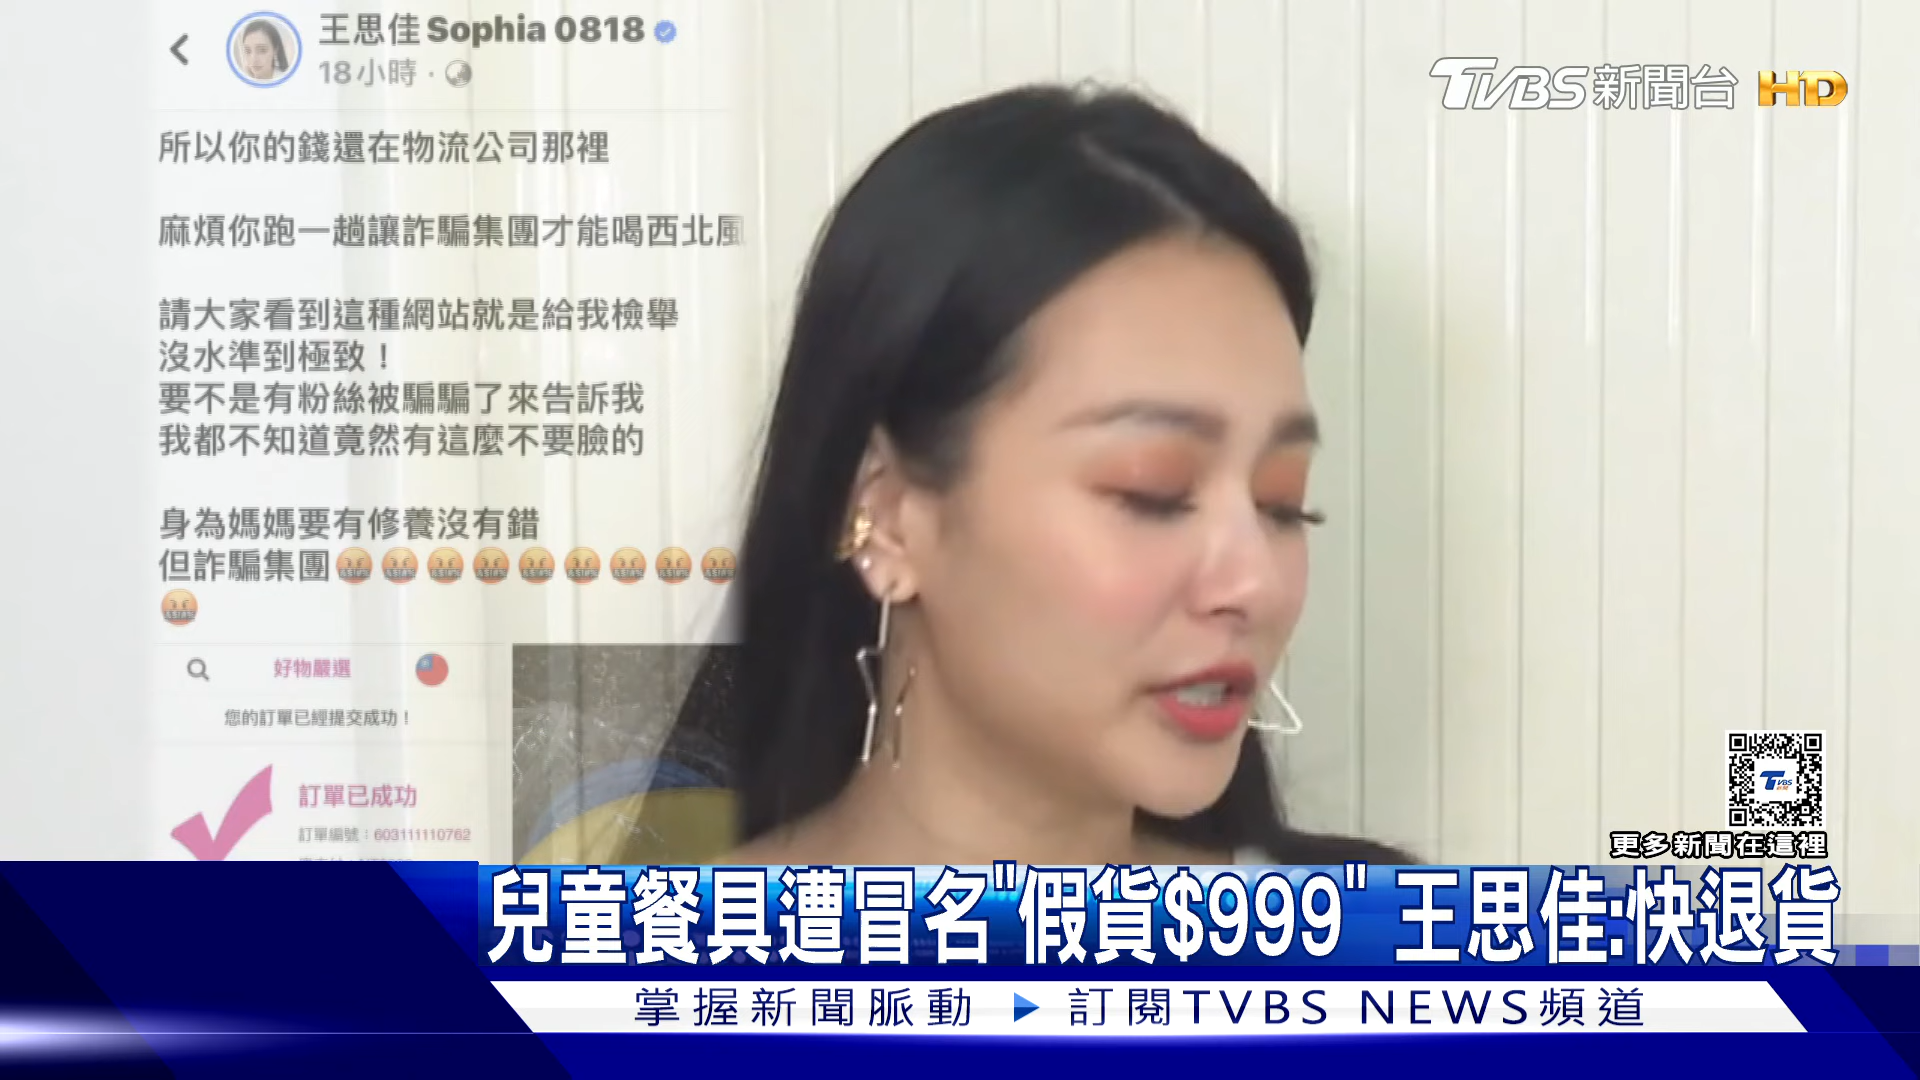 王思佳Sophia 0818
18小時
TVBS新聞台 HD
所以你的錢還在物流公司那裡
麻煩你跑一趟讓詐騙集團才能喝西北風
請大家看到這種網站就是給我檢舉
沒水準到極致！
要不是有粉絲被騙騙了來告訴我
我都不知道竟然有這麼不要臉的
身為媽媽要有修養沒有錯
但詐騙集團🤬🤬🤬🤬🤬🤬🤬🤬🤬
🤬
好物嚴選
您的訂單已經提交成功！
訂單已成功
訂單編號：603111110762
TVBS
更多新聞在這裡
兒童餐具遭冒名"假貨$999" 王思佳:快退貨
掌握新聞脈動 ▶ 訂閱TVBS NEWS頻道